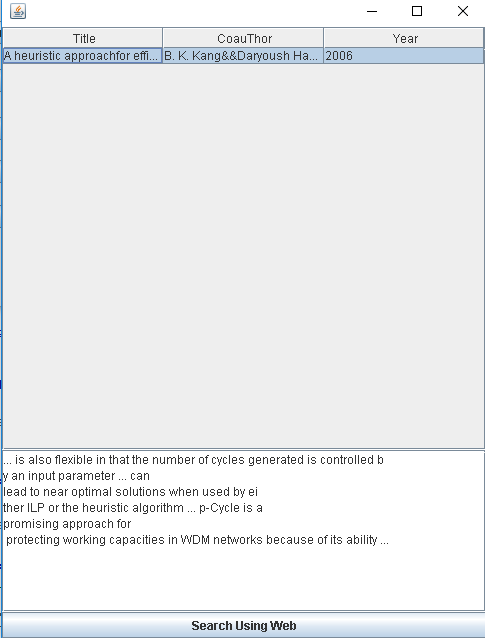 Title CoauThor Year
A heuristic approachfor effi... B. K. Kang&&Daryoush Ha... 2006
... is also flexible in that the number of cycles generated is controlled b
y an input parameter ... can
lead to near optimal solutions when used by ei
ther ILP or the heuristic algorithm ... p-Cycle is a
promising approach for
protecting working capacities in WDM networks because of its ability ...
Search Using Web